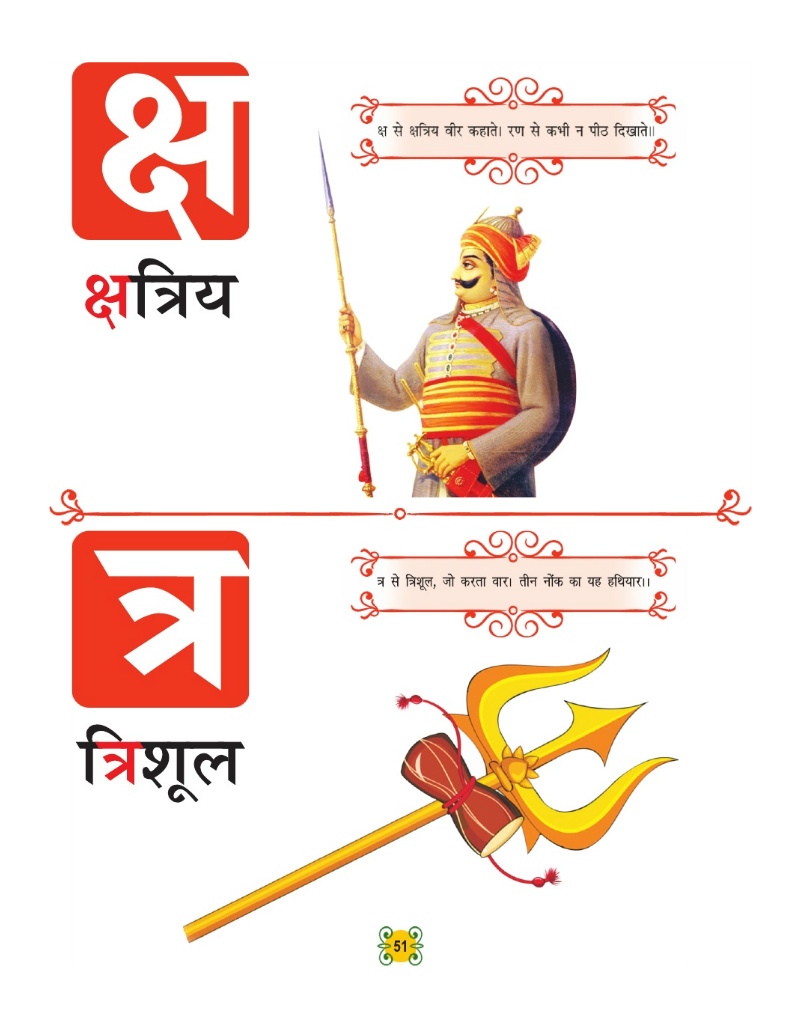 क्ष
क्ष से क्षत्रिय वीर कहाते। रण से कभी न पीठ दिखाते॥
क्षत्रिय
त्र
त्र से त्रिशूल, जो करता वार। तीन नोंक का यह हथियार।।
त्रिशूल
51